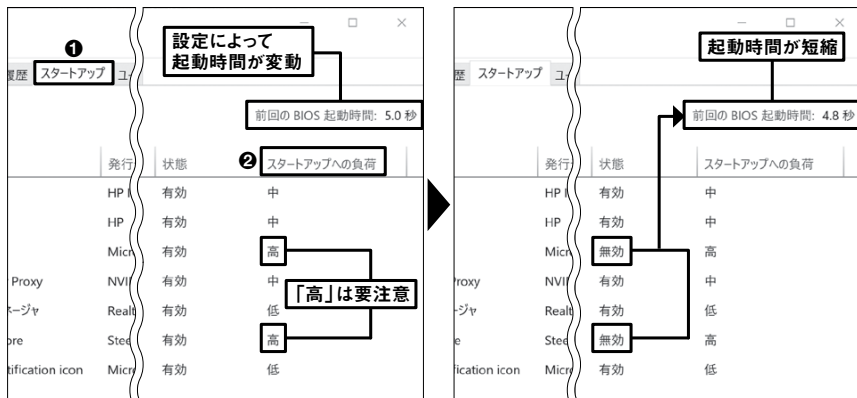 ❶
設定によって
起動時間が変動
履歴 スタートアップ ユー
前回の BIOS 起動時間: 5.0 秒
発行 状態 ❷ スタートアップへの負荷
HP 有効 中
HP 有効 中
Micr 有効 高
Proxy NVI 有効 中
「高」は要注意
ージャ Realt 有効 低
ore Stee 有効 高
tification icon Micr 有効 低
起動時間が短縮
歴 スタートアップ ユー
前回の BIOS 起動時間: 4.8 秒
発行 状態 スタートアップへの負荷
HP 有効 中
HP 有効 中
Micr 無効 高
Proxy NVI 有効 中
ージャ Realt 有効 低
e Stee 無効 高
ification icon Micr 有効 低